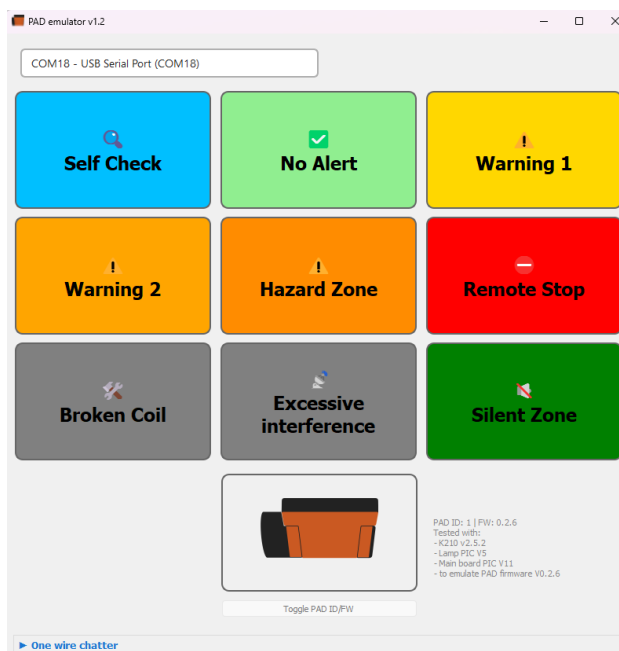 PAD emulator v1.2
COM18 - USB Serial Port (COM18)
Self Check
No Alert
Warning 1
Warning 2
Hazard Zone
Remote Stop
Broken Coil
Excessive
interference
Silent Zone
PAD ID: 1 | FW: 0.2.6
Tested with:
- K210 v2.5.2
- Lamp PIC V5
- Main board PIC V11
- to emulate PAD firmware V0.2.6
Toggle PAD ID/FW
► One wire chatter